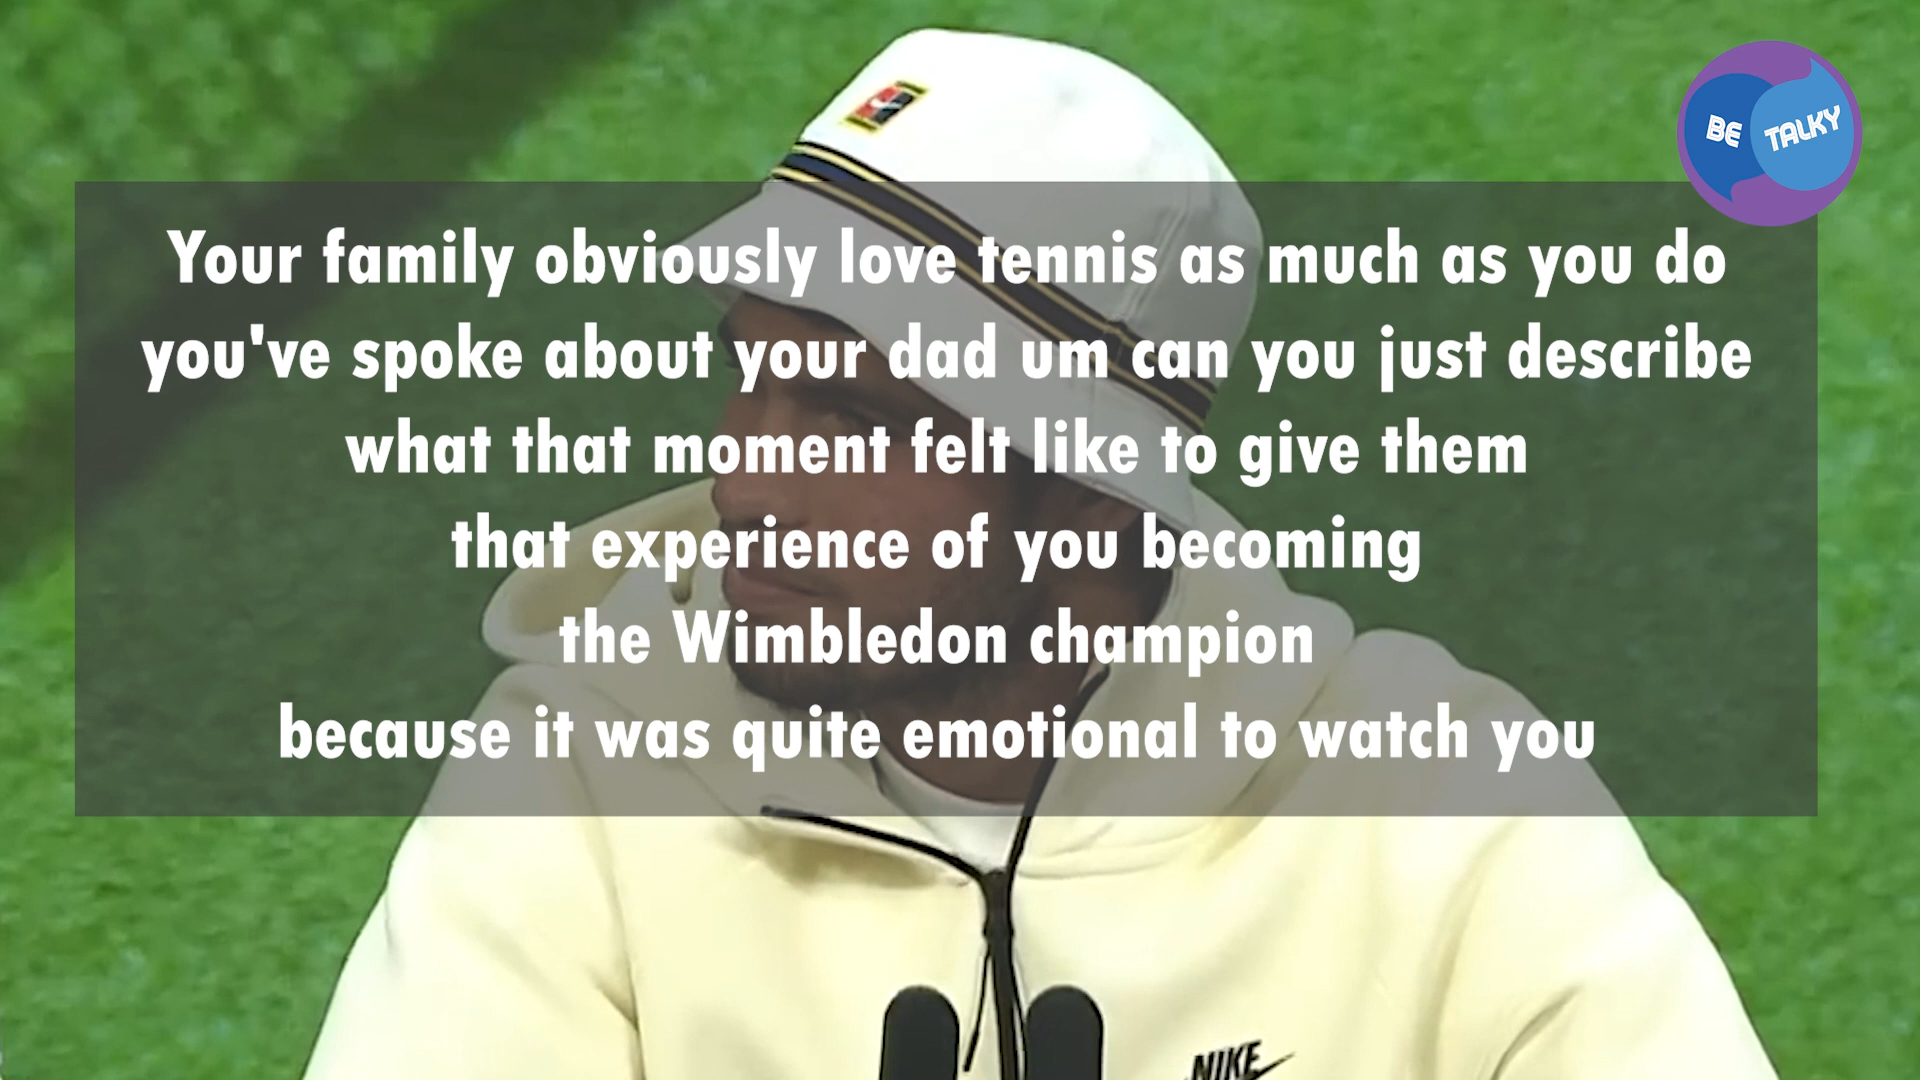 BE TALKY
Your family obviously love tennis as much as you do
you've spoke about your dad um can you just describe
what that moment felt like to give them
that experience of you becoming
the Wimbledon champion
because it was quite emotional to watch you
NIKE